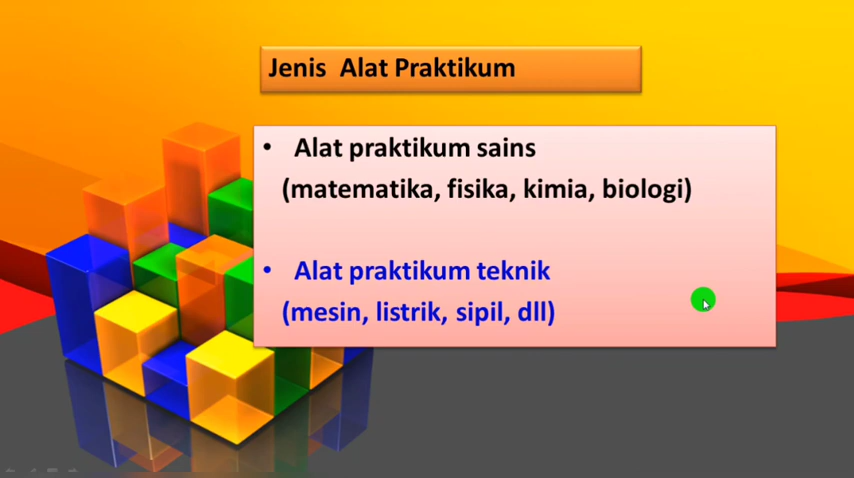 Jenis Alat Praktikum
• Alat praktikum sains
(matematika, fisika, kimia, biologi)
• Alat praktikum teknik
(mesin, listrik, sipil, dll)